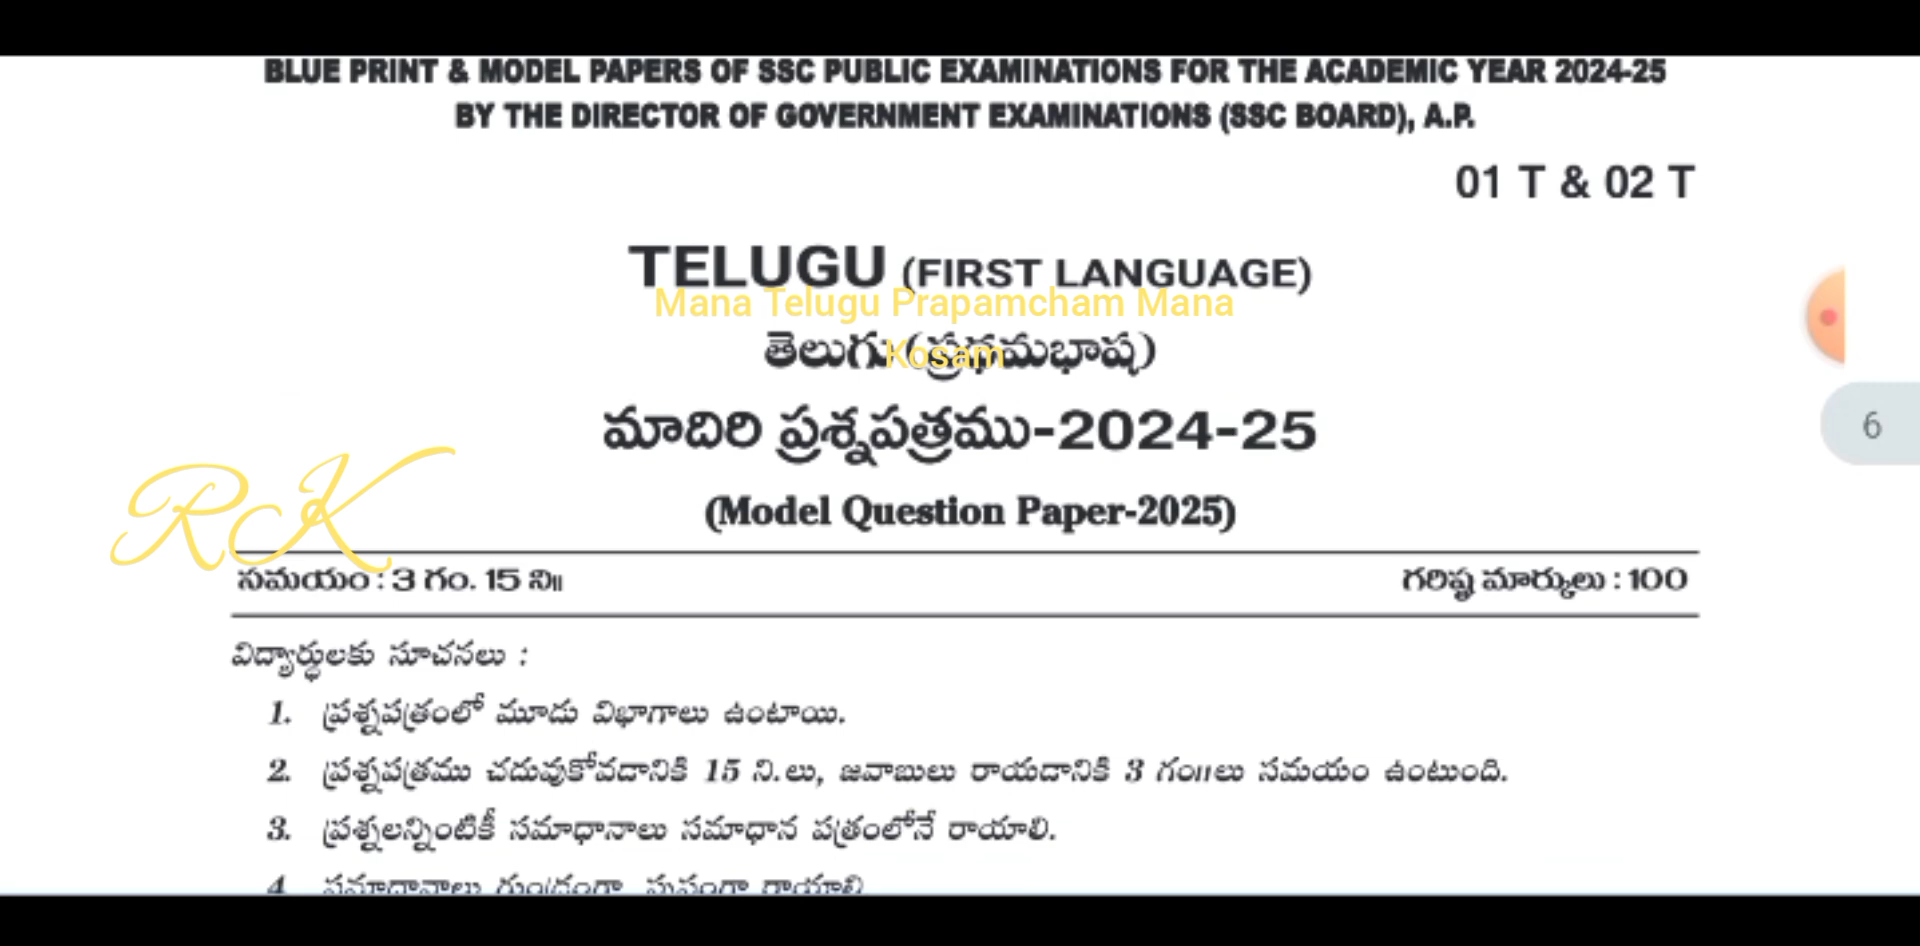 BLUE PRINT & MODEL PAPERS OF SSC PUBLIC EXAMINATIONS FOR THE ACADEMIC YEAR 2024-25
BY THE DIRECTOR OF GOVERNMENT EXAMINATIONS (SSC BOARD), A.P.
01 T & 02 T
TELUGU (FIRST LANGUAGE)
Mana Telugu Prapamcham Mana
Kosam
తెలుగు (ప్రథమభాష)
మాదిరి ప్రశ్నపత్రము-2024-25
6
(Model Question Paper-2025)
RK
సమయం : 3 గం. 15 ని॥
గరిష్ట మార్కులు : 100
విద్యార్థులకు సూచనలు :
1. ప్రశ్నపత్రంలో మూడు విభాగాలు ఉంటాయి.
2. ప్రశ్నపత్రము చదువుకోవడానికి 15 ని.లు, జవాబులు రాయడానికి 3 గం॥లు సమయం ఉంటుంది.
3. ప్రశ్నలన్నింటికీ సమాధానాలు సమాధాన పత్రంలోనే రాయాలి.
4 సమాధానాలు గుండ్రంగా రాయాలి